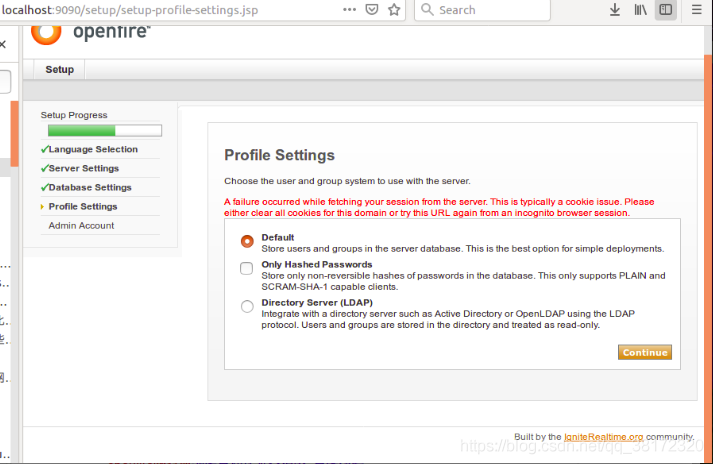 localhost:9090/setup/setup-profile-settings.jsp
Search
openfire
Setup
Setup Progress
Language Selection
Server Settings
Database Settings
Profile Settings
Admin Account
Profile Settings
Choose the user and group system to use with the server.
A failure occurred while fetching your session from the server. This is typically a cookie issue. Please
either clear all cookies for this domain or try this URL again from an incognito browser session.
Default
Store users and groups in the server database. This is the best option for simple deployments.
Only Hashed Passwords
Store only non-reversible hashes of passwords in the database. This only supports PLAIN and
SCRAM-SHA-1 capable clients.
Directory Server (LDAP)
Integrate with a directory server such as Active Directory or OpenLDAP using the LDAP
protocol. Users and groups are stored in the directory and treated as read-only.
Continue
Built by the IgniteRealtime.org community.
https://blog.csdn.net/qq_38172320